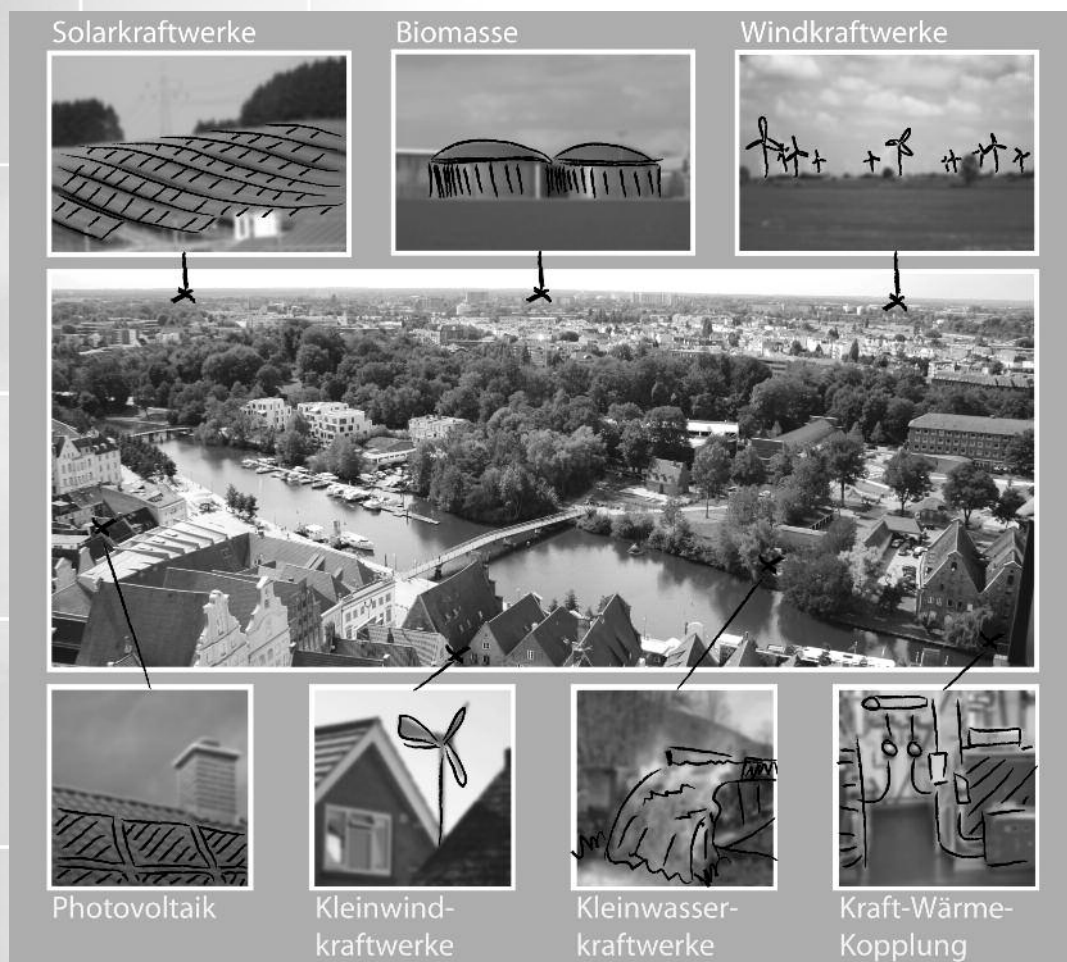 Solarkraftwerke
Biomasse
Windkraftwerke
Photovoltaik
Kleinwind-
kraftwerke
Kleinwasser-
kraftwerke
Kraft-Wärme-
Kopplung